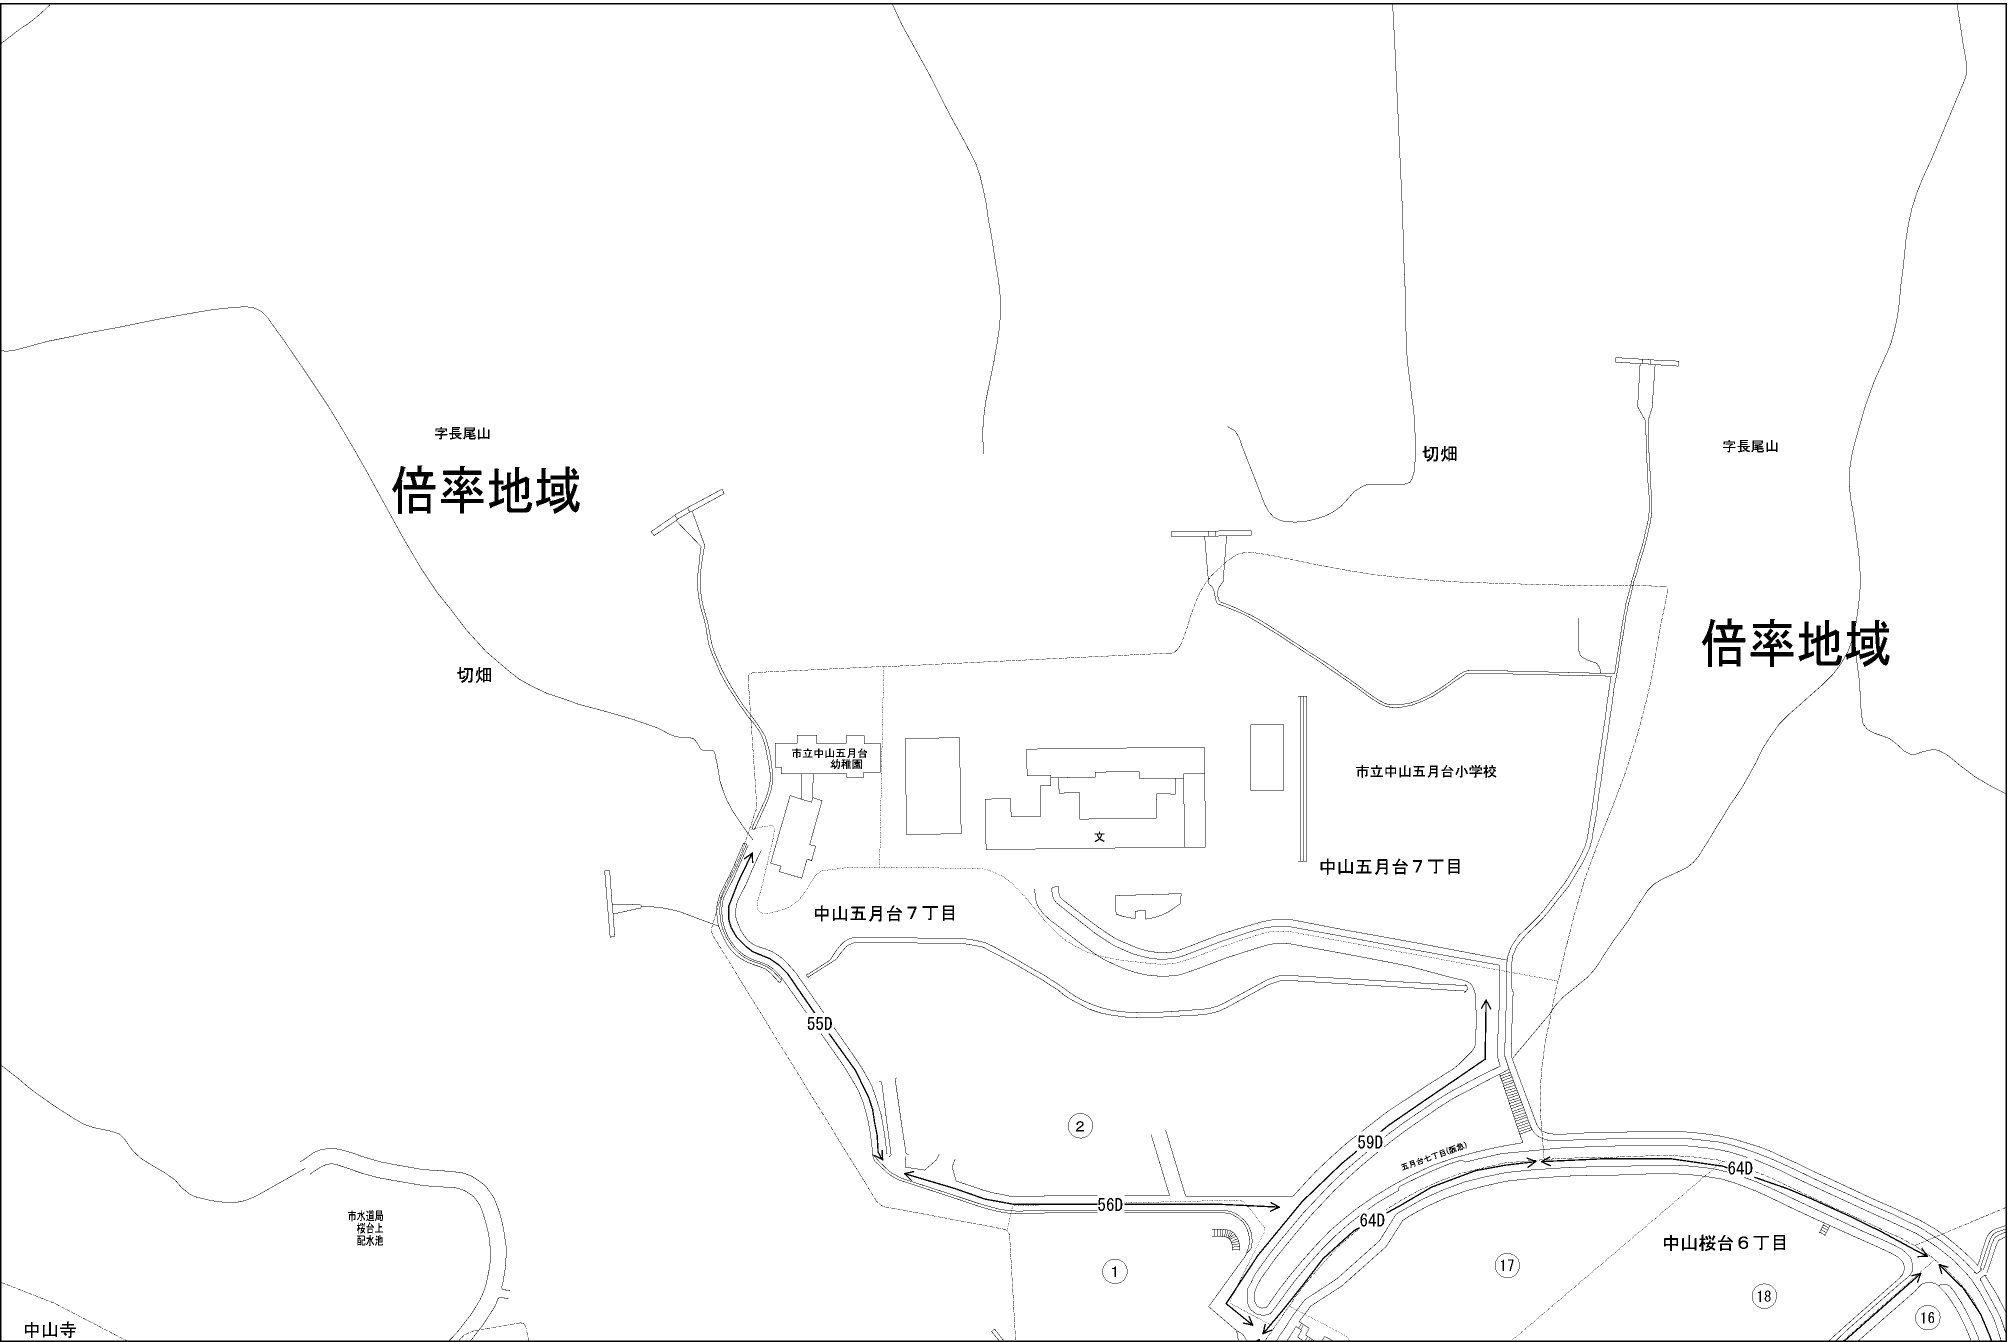 字長尾山
倍率地域
切畑
字長尾山
倍率地域
切畑
市立中山五月台
幼稚園
市立中山五月台小学校
文
中山五月台７丁目
中山五月台７丁目
55D
2
59D
五月台七丁目(阪急)
64D
56D
64D
市水道局
桜台上
配水池
中山桜台６丁目
1
17
18
16
中山寺